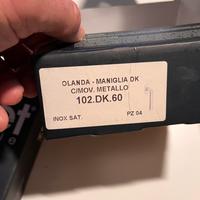 OLANDA - MANIGLIA DK
C/MOV. METALLO
102.DK.60
INOX SAT.
PZ 04